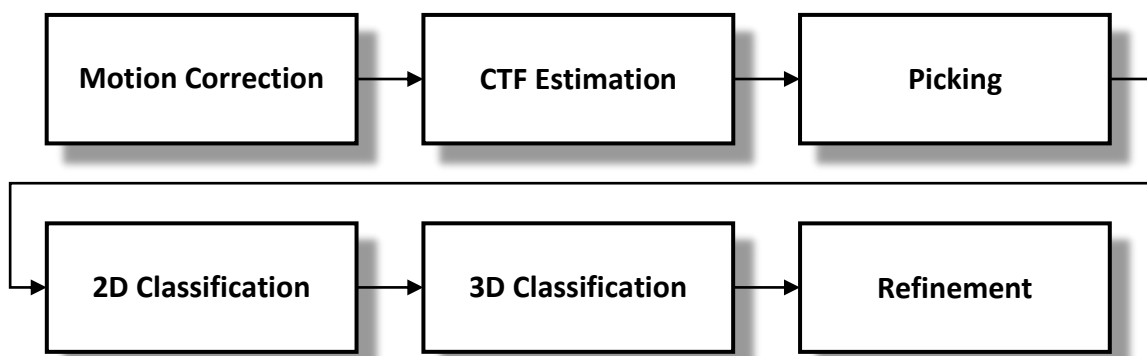 Motion Correction
CTF Estimation
Picking
2D Classification
3D Classification
Refinement